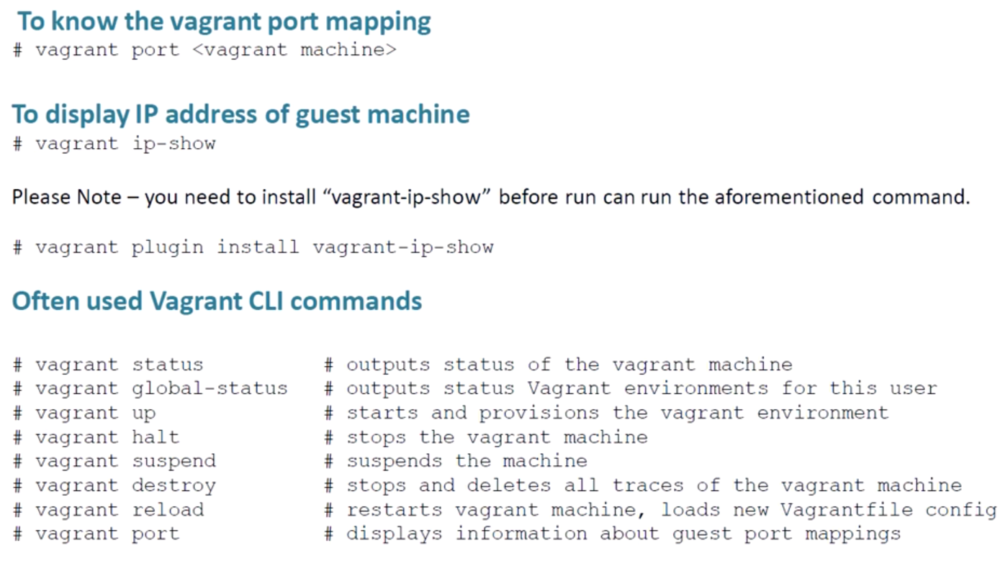 To know the vagrant port mapping
# vagrant port <vagrant machine>
To display IP address of guest machine
# vagrant ip-show
Please Note – you need to install “vagrant-ip-show” before run can run the aforementioned command.
# vagrant plugin install vagrant-ip-show
Often used Vagrant CLI commands
# vagrant status # outputs status of the vagrant machine
# vagrant global-status # outputs status Vagrant environments for this user
# vagrant up # starts and provisions the vagrant environment
# vagrant halt # stops the vagrant machine
# vagrant suspend # suspends the machine
# vagrant destroy # stops and deletes all traces of the vagrant machine
# vagrant reload # restarts vagrant machine, loads new Vagrantfile config
# vagrant port # displays information about guest port mappings